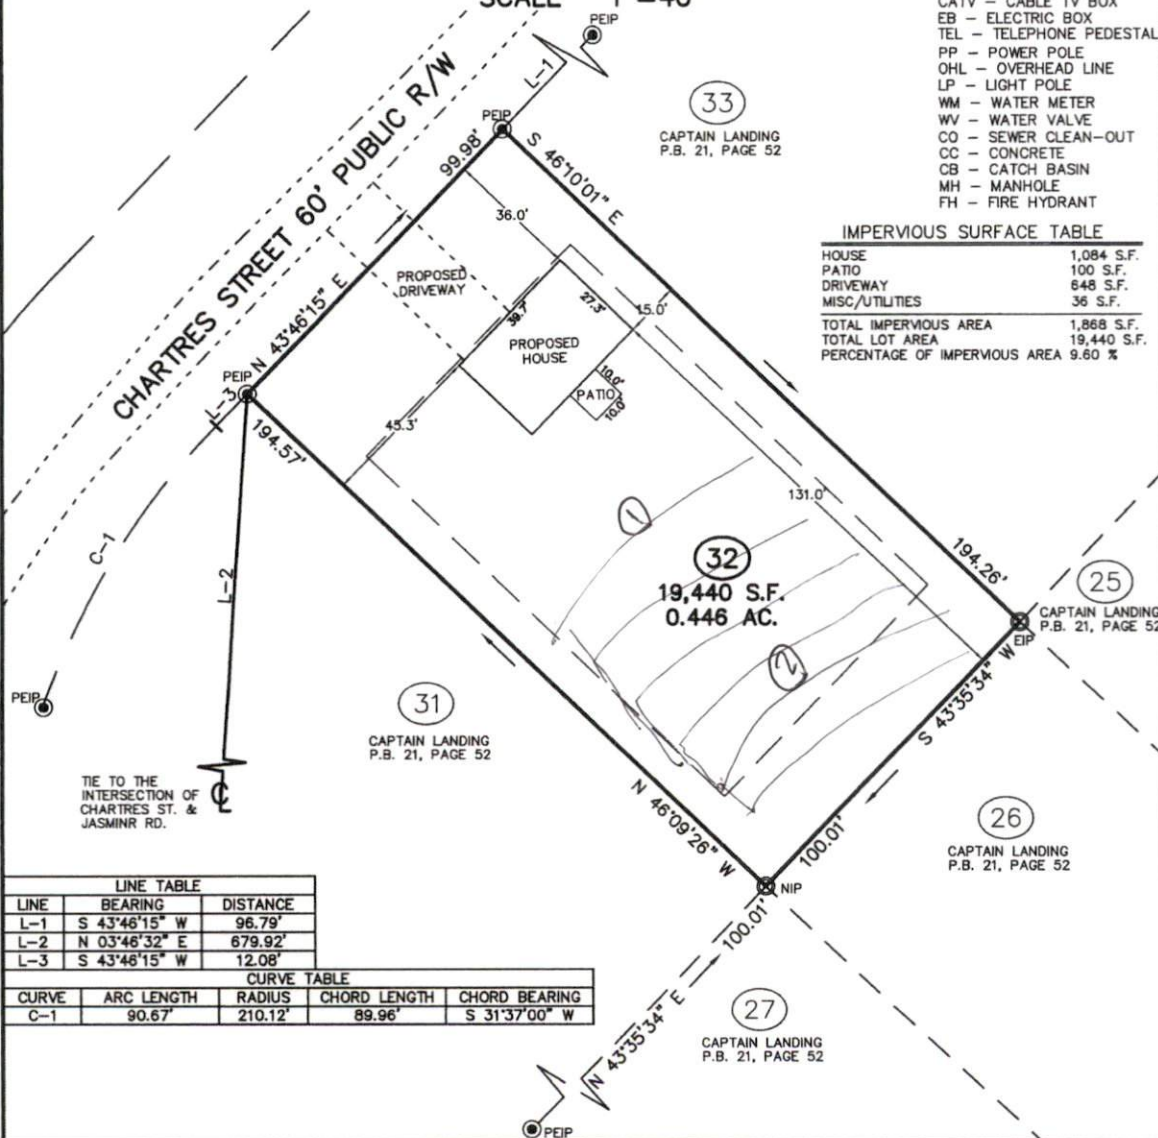 SCALE 1"=40'
PEIP
L-1
PEIP
33
CAPTAIN LANDING
P.B. 21, PAGE 52
CATV - CABLE TV BOX
EB - ELECTRIC BOX
TEL - TELEPHONE PEDESTAL
PP - POWER POLE
OHL - OVERHEAD LINE
LP - LIGHT POLE
WM - WATER METER
WV - WATER VALVE
CO - SEWER CLEAN-OUT
CC - CONCRETE
CB - CATCH BASIN
MH - MANHOLE
FH - FIRE HYDRANT
IMPERVIOUS SURFACE TABLE
HOUSE 1,084 S.F.
PATIO 100 S.F.
DRIVEWAY 648 S.F.
MISC/UTILITIES 36 S.F.
TOTAL IMPERVIOUS AREA 1,868 S.F.
TOTAL LOT AREA 19,440 S.F.
PERCENTAGE OF IMPERVIOUS AREA 9.60 %
CHARTRES STREET 60' PUBLIC R/W
99.98'
N 43°46'15" E
S 46°10'01" E
36.0'
PROPOSED
DRIVEWAY
39.7'
27.3'
15.0'
PROPOSED
HOUSE
10.0'
PATIO
10.0'
PEIP
L-3
194.57'
45.3'
131.0'
1
32
19,440 S.F.
0.446 AC.
2
194.26'
25
CAPTAIN LANDING
P.B. 21, PAGE 52
EIP
S 43°35'34" W
C-1
L-2
PEIP
31
CAPTAIN LANDING
P.B. 21, PAGE 52
TIE TO THE
INTERSECTION OF
CHARTRES ST. &
JASMINR RD.
℄
N 46°09'26" W
100.01'
26
CAPTAIN LANDING
P.B. 21, PAGE 52
NIP
100.01'
N 43°35'34" E
27
CAPTAIN LANDING
P.B. 21, PAGE 52
PEIP
LINE TABLE
LINE BEARING DISTANCE
L-1 S 43°46'15" W 96.79'
L-2 N 03°46'32" E 679.92'
L-3 S 43°46'15" W 12.08'
CURVE TABLE
CURVE ARC LENGTH RADIUS CHORD LENGTH CHORD BEARING
C-1 90.67' 210.12' 89.96' S 31°37'00" W